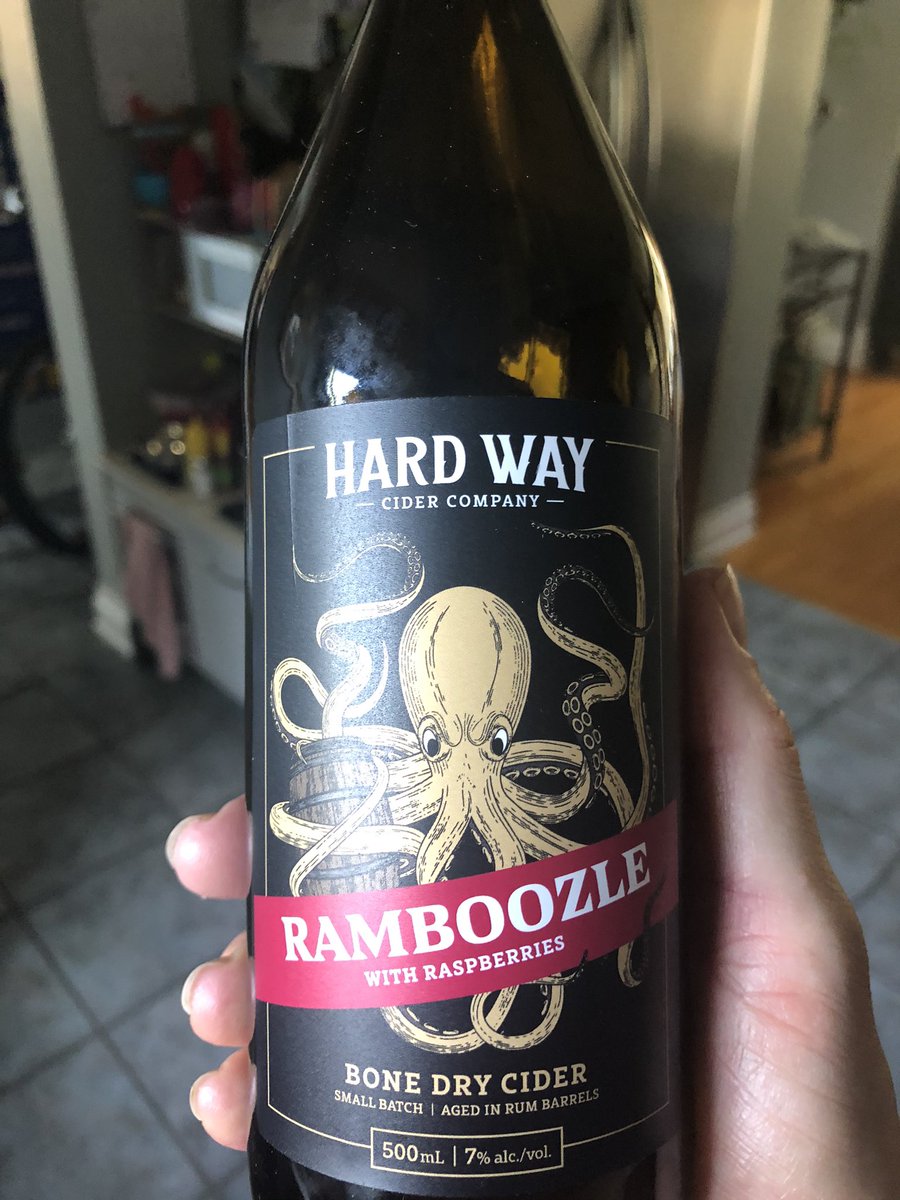 HARD WAY
— CIDER COMPANY —
RAMBOOZLE
WITH RASPBERRIES
BONE DRY CIDER
SMALL BATCH | AGED IN RUM BARRELS
500mL | 7% alc./vol.